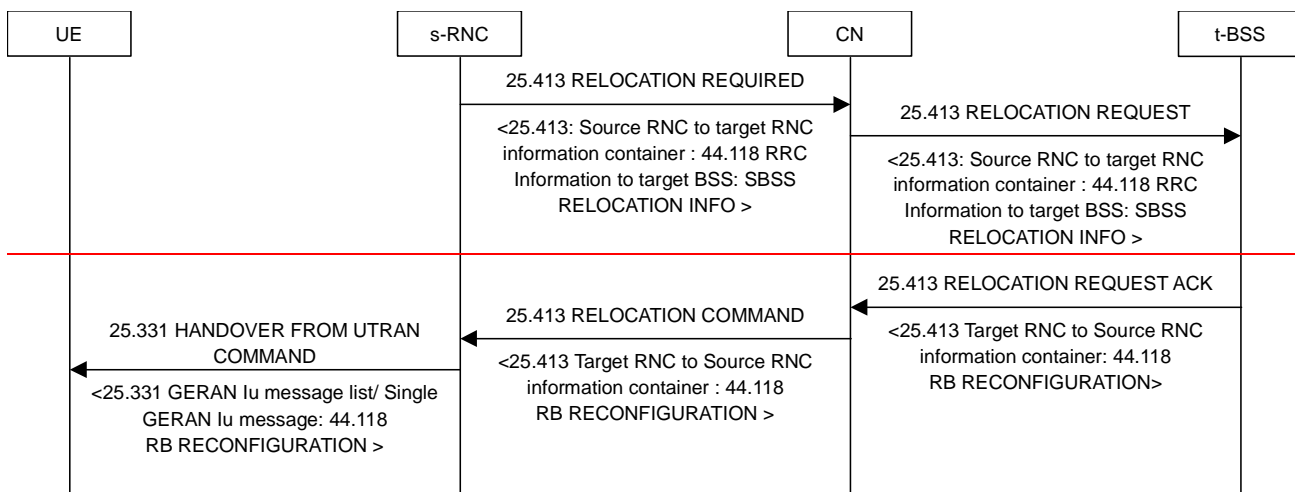 UE
s-RNC
CN
t-BSS
25.413 RELOCATION REQUIRED
<25.413: Source RNC to target RNC
information container : 44.118 RRC
Information to target BSS: SBSS
RELOCATION INFO >
25.413 RELOCATION REQUEST
<25.413: Source RNC to target RNC
information container : 44.118 RRC
Information to target BSS: SBSS
RELOCATION INFO >
25.413 RELOCATION REQUEST ACK
<25.413 Target RNC to Source RNC
information container: 44.118
RB RECONFIGURATION>
25.413 RELOCATION COMMAND
<25.413 Target RNC to Source RNC
information container : 44.118
RB RECONFIGURATION >
25.331 HANDOVER FROM UTRAN
COMMAND
<25.331 GERAN Iu message list/ Single
GERAN Iu message: 44.118
RB RECONFIGURATION >